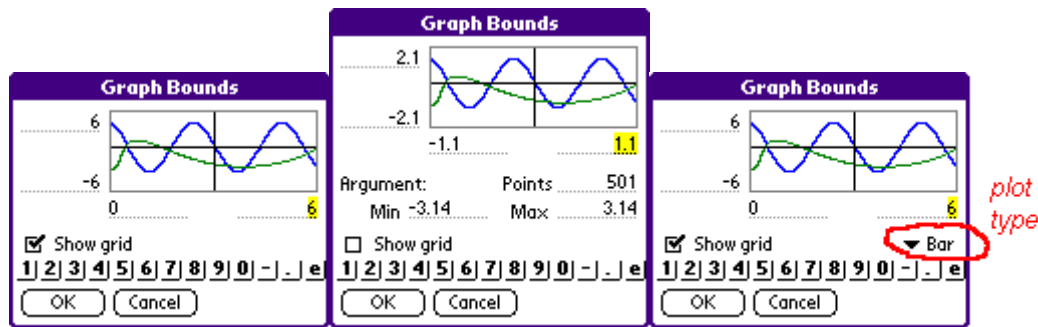 Graph Bounds
6
-6
0 6
Show grid
1 2 3 4 5 6 7 8 9 0 - . e
OK Cancel
Graph Bounds
2.1
-2.1
-1.1 1.1
Argument: Points 501
Min -3.14 Max 3.14
Show grid
1 2 3 4 5 6 7 8 9 0 - . e
OK Cancel
Graph Bounds
6
-6
0 6
Show grid Bar
1 2 3 4 5 6 7 8 9 0 - . e
OK Cancel
plot
type